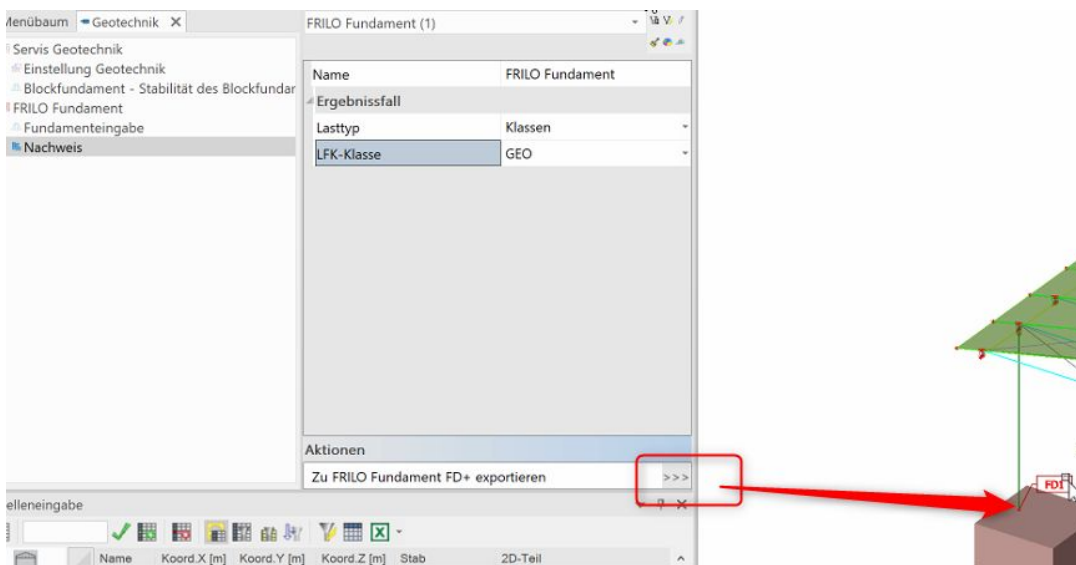 Menübaum
Geotechnik
Servis Geotechnik
Einstellung Geotechnik
Blockfundament - Stabilität des Blockfundar
FRILO Fundament
Fundamenteingabe
Nachweis
FRILO Fundament (1)
Name FRILO Fundament
Ergebnissfall
Lasttyp Klassen
LFK-Klasse GEO
Aktionen
Zu FRILO Fundament FD+ exportieren >>>
elleneingabe
Name Koord.X [m] Koord.Y [m] Koord.Z [m] Stab 2D-Teil
FD1